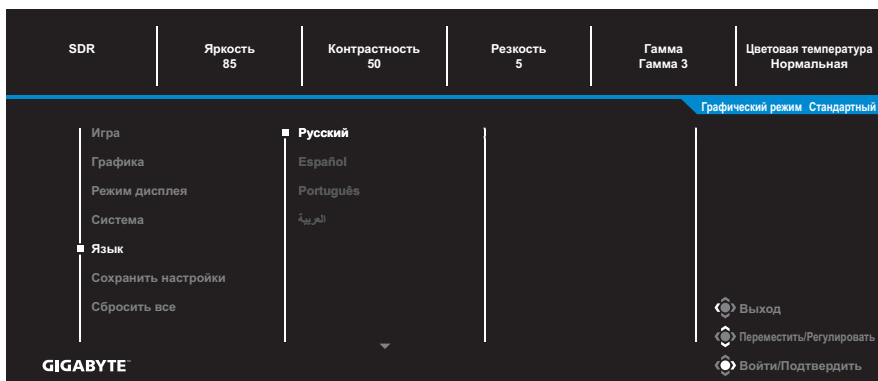 SDR
Яркость
85
Контрастность
50
Резкость
5
Гамма
Гамма 3
Цветовая температура
Нормальная
Графический режим Стандартный
Игра
Графика
Режим дисплея
Система
Язык
Сохранить настройки
Сбросить все
Русский
Español
Português
العربية
Выход
Переместить/Регулировать
Войти/Подтвердить
GIGABYTE™